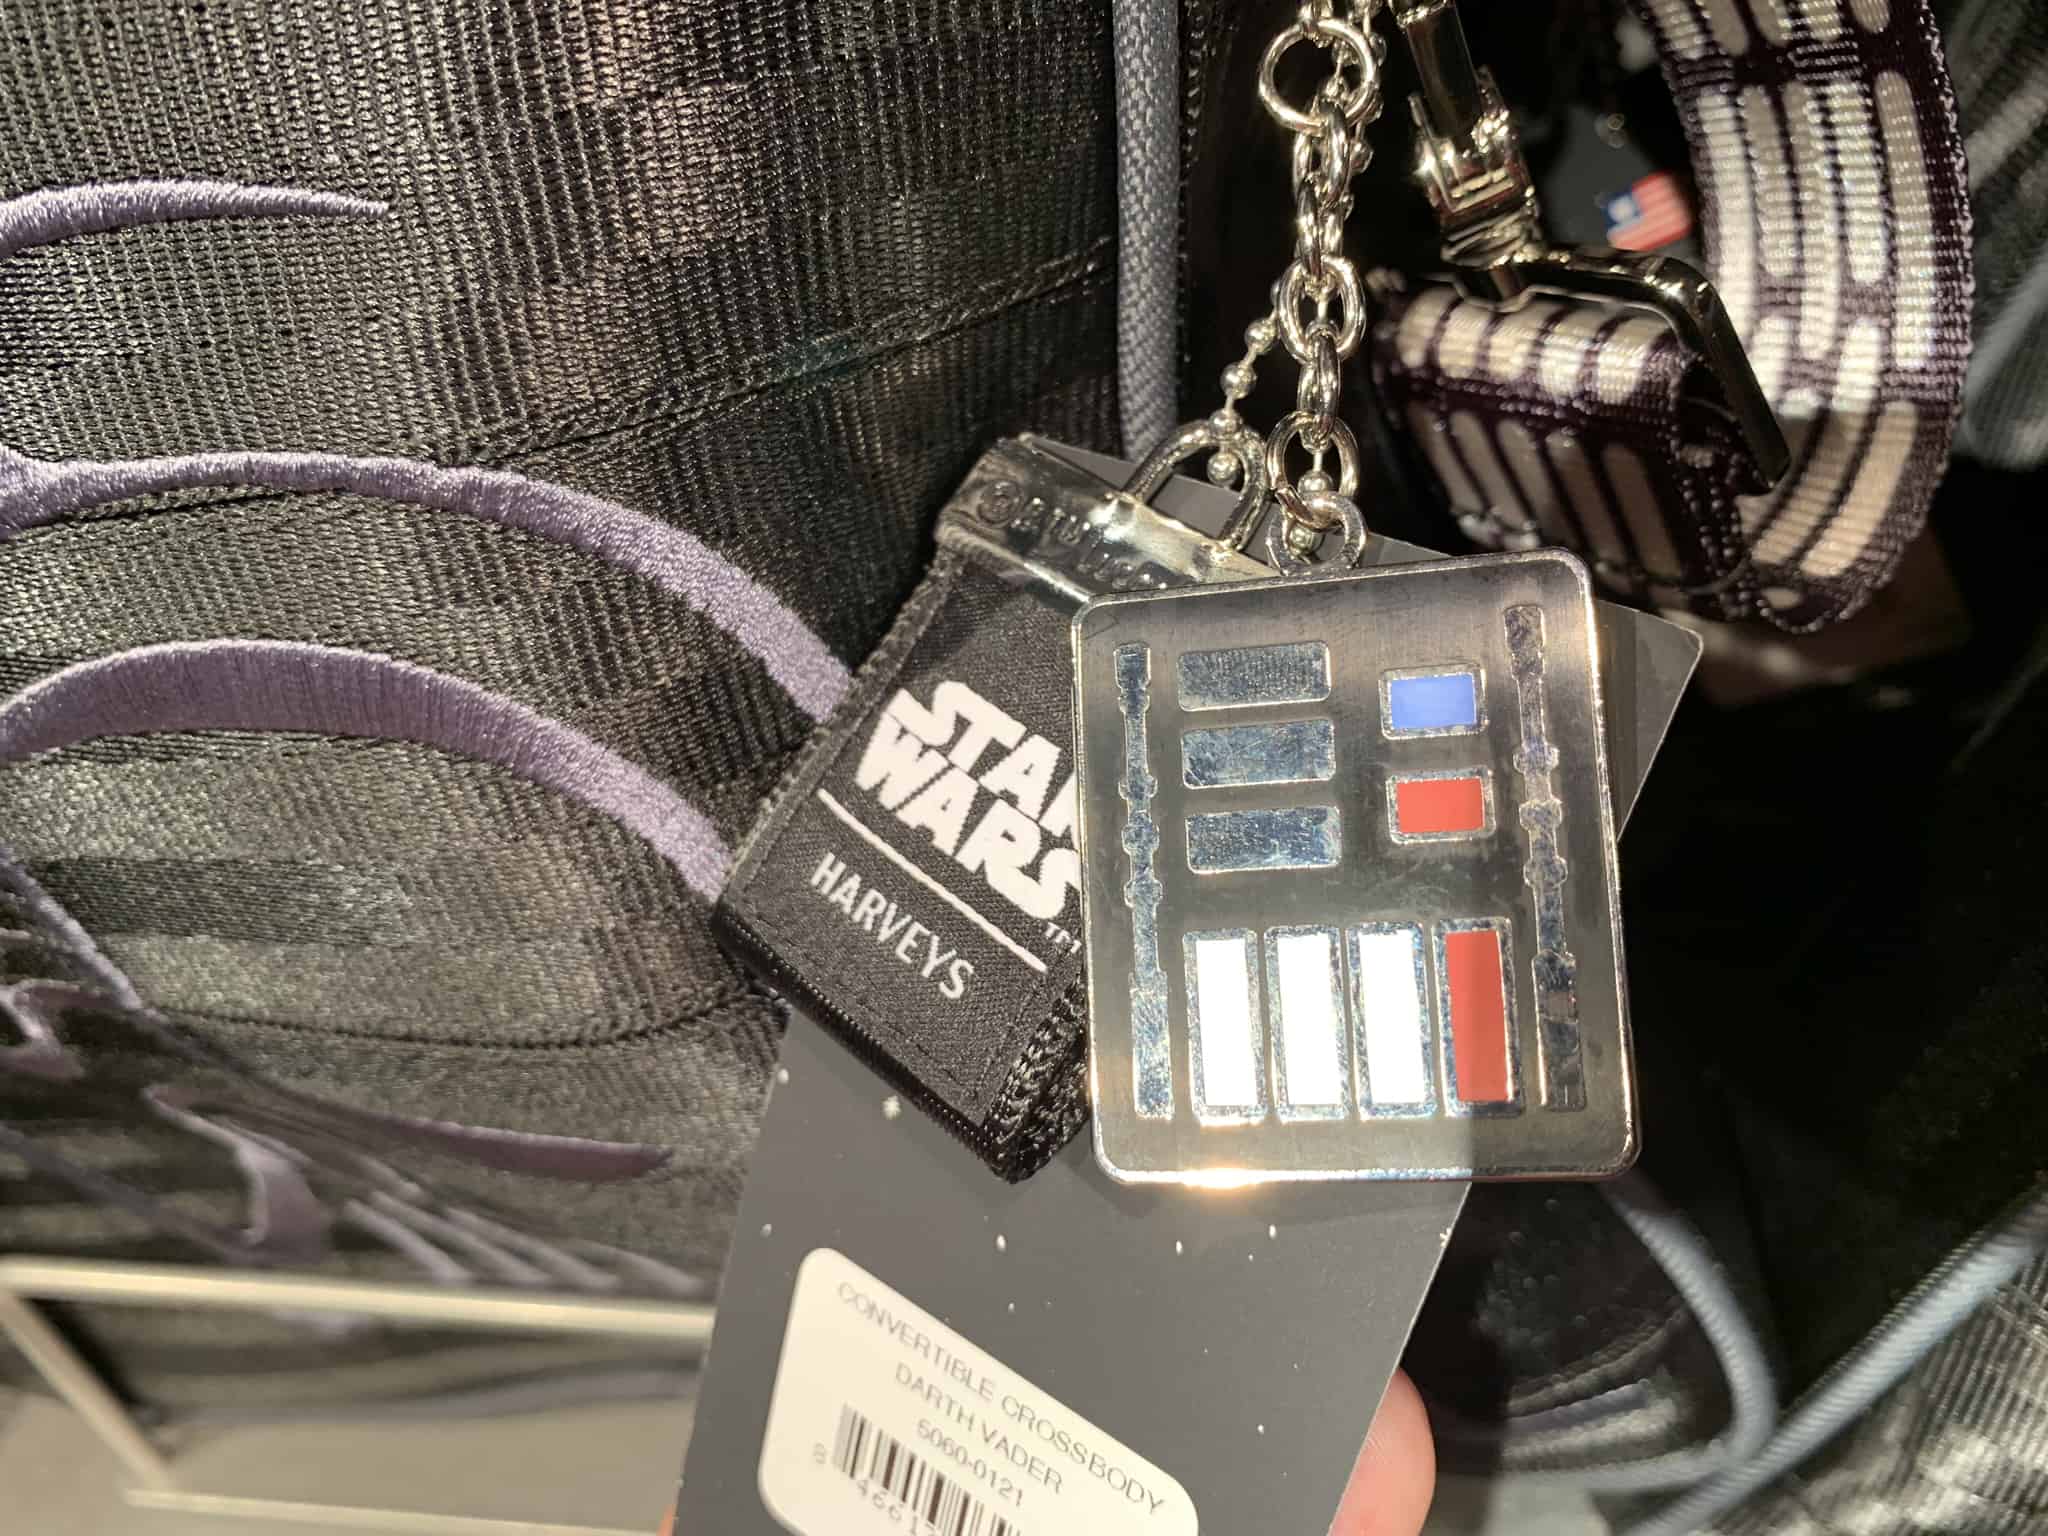 STAR
WARS
TM
HARVEYS
CONVERTIBLE CROSSBODY
DARTH VADER
5060-0121